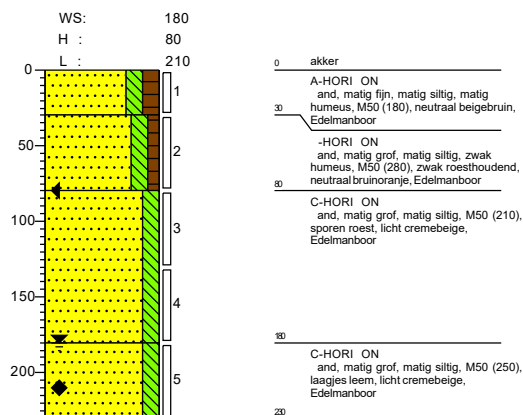 WS: 180
H : 80
L : 210
0
50
100
150
200
1
2
3
4
5
0 akker
A-HORI ON
and, matig fijn, matig siltig, matig
humeus, M50 (180), neutraal beigebruin,
Edelmanboor
30
-HORI ON
and, matig grof, matig siltig, zwak
humeus, M50 (280), zwak roesthoudend,
neutraal bruinoranje, Edelmanboor
80
C-HORI ON
and, matig grof, matig siltig, M50 (210),
sporen roest, licht cremebeige,
Edelmanboor
180
C-HORI ON
and, matig grof, matig siltig, M50 (250),
laagjes leem, licht cremebeige,
Edelmanboor
230